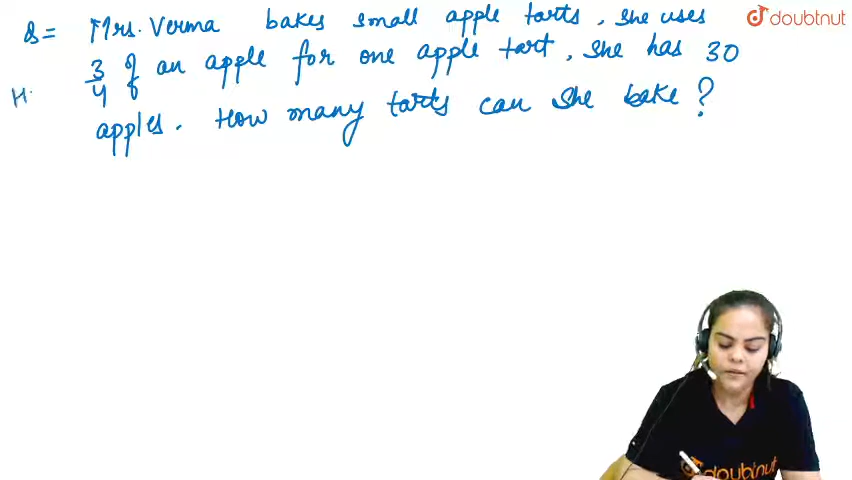 Q= Mrs. Verma bakes small apple tarts, she uses
3/4 of an apple for one apple tart, she has 30
H.
apples. How many tarts can she bake?
doubtnut
doubtnut